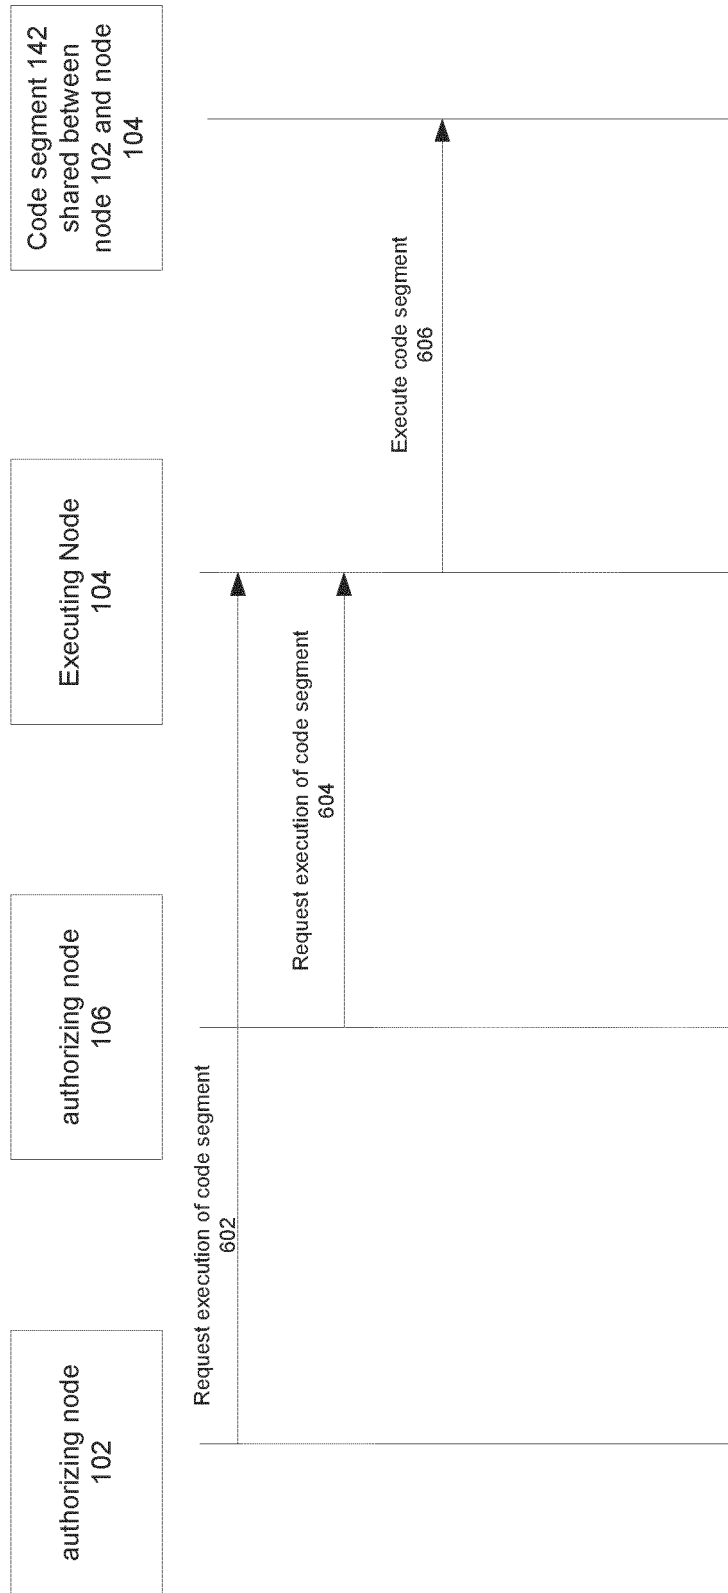 authorizing node
102
authorizing node
106
Executing Node
104
Code segment 142
shared between
node 102 and node
104
Request execution of code segment
602
Request execution of code segment
604
Execute code segment
606